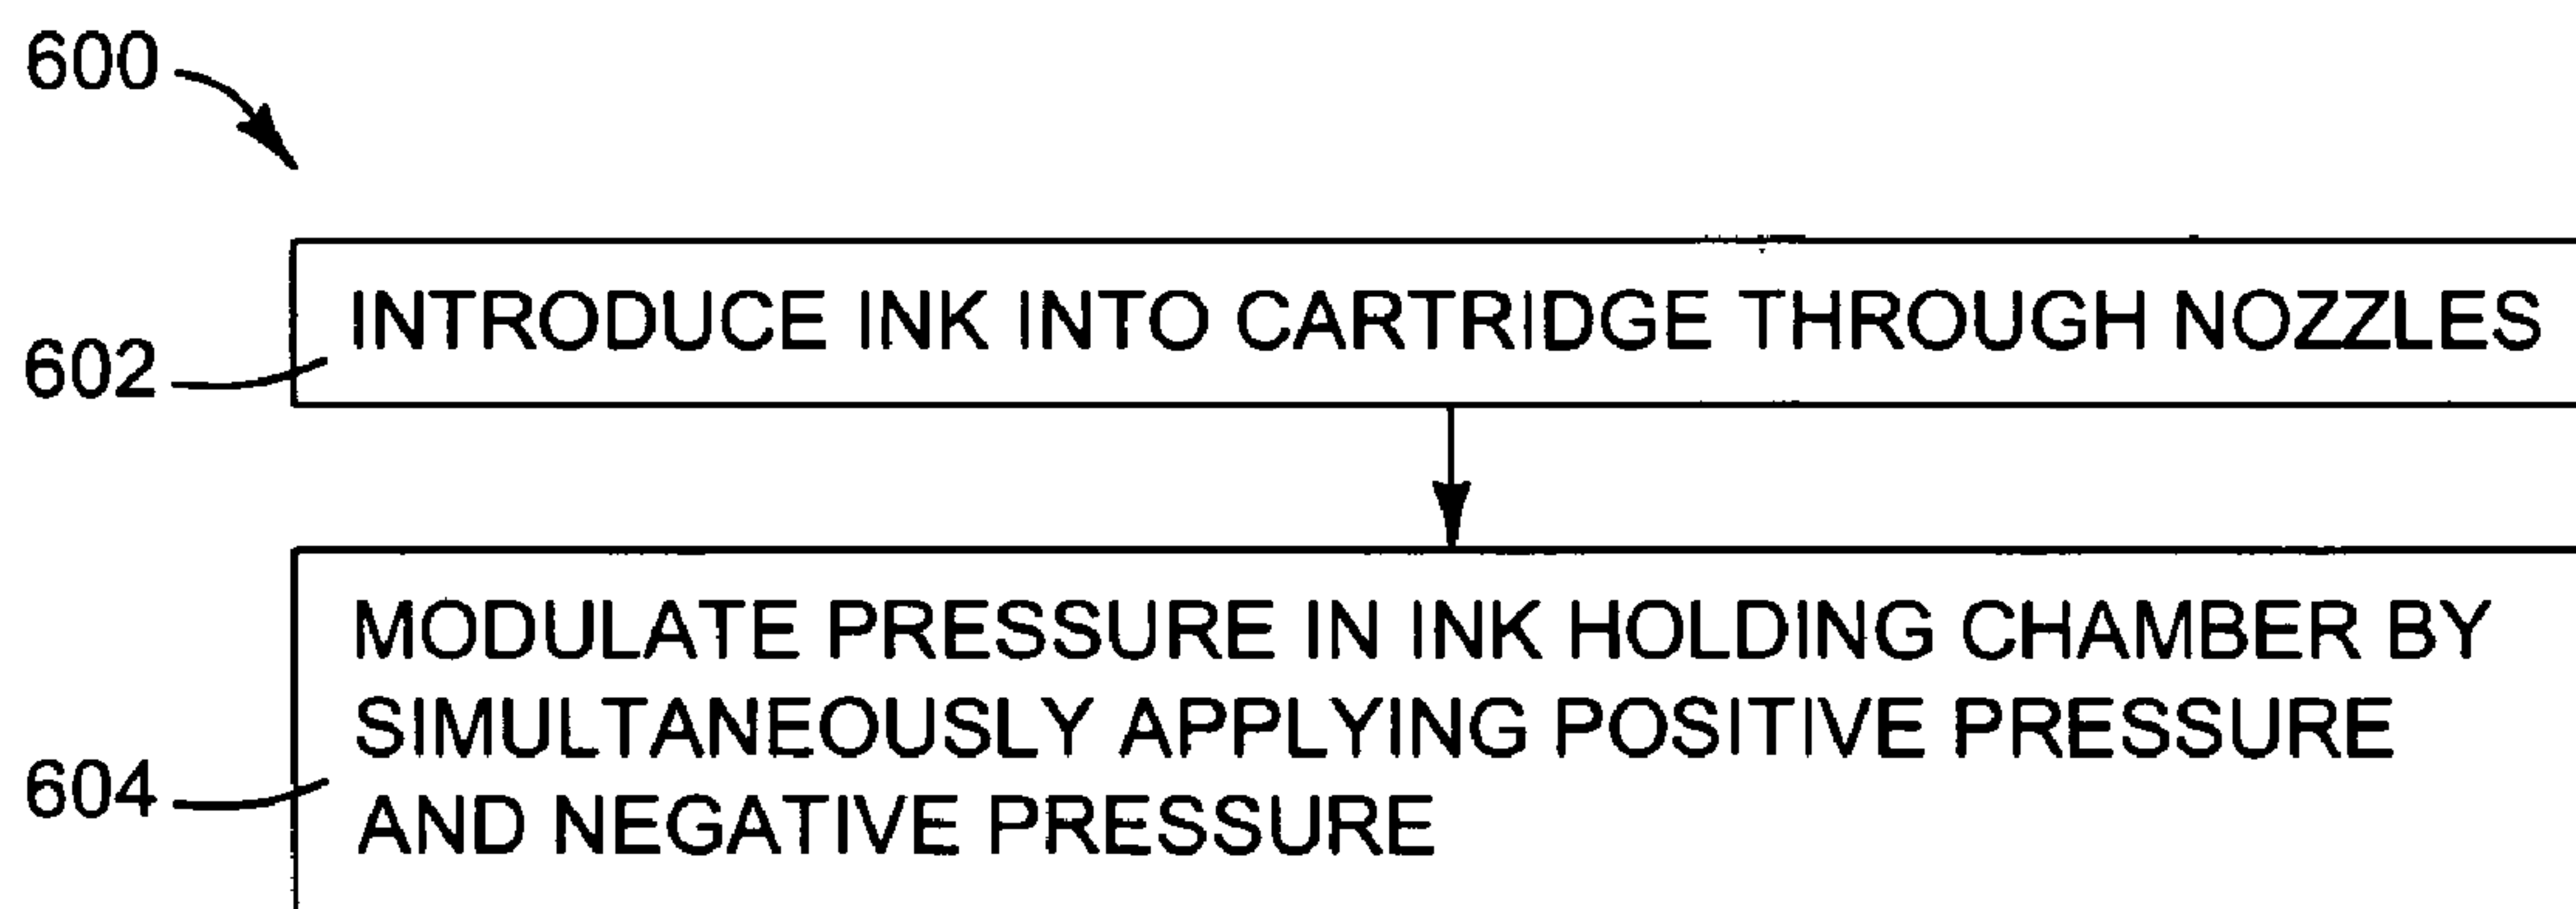 600
INTRODUCE INK INTO CARTRIDGE THROUGH NOZZLES
602
MODULATE PRESSURE IN INK HOLDING CHAMBER BY
SIMULTANEOUSLY APPLYING POSITIVE PRESSURE
604
AND NEGATIVE PRESSURE